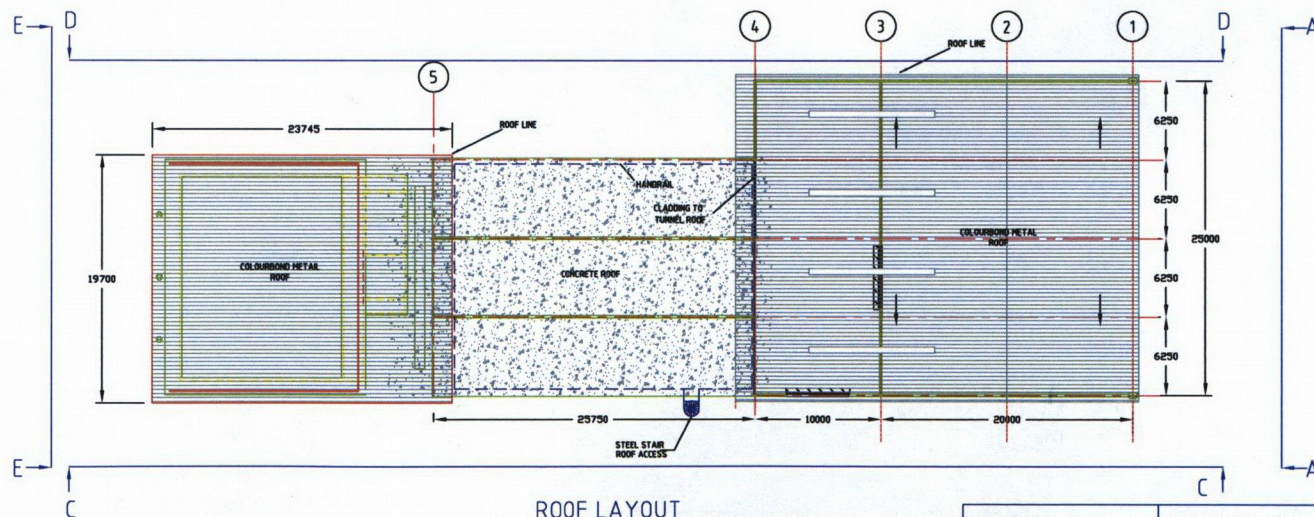 E
D
4
3
2
1
D
A
ROOF LINE
5
23745
ROOF LINE
6250
HANDRAIL
CLADDING TO
TUNNEL ROOF
6250
19700
COLOURBOND METAIL
ROOF
CONCRETE ROOF
COLOURBOND METAL
ROOF
25000
6250
6250
25750
10000
20000
STEEL STAIR
ROOF ACCESS
E
C
C
A
ROOF LAYOUT